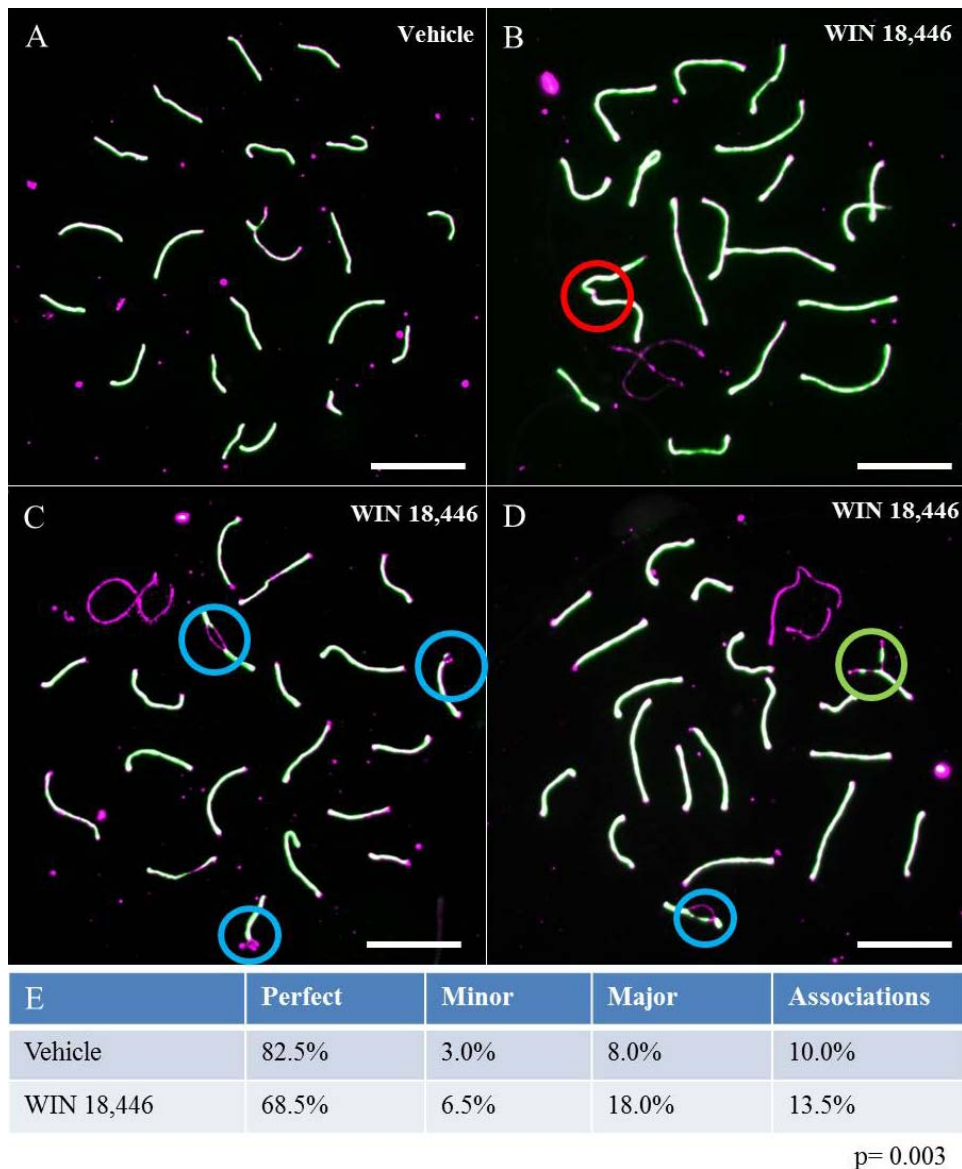 A Vehicle
B WIN 18,446
C WIN 18,446
D WIN 18,446
E Perfect Minor Major Associations
Vehicle 82.5% 3.0% 8.0% 10.0%
WIN 18,446 68.5% 6.5% 18.0% 13.5%
p= 0.003